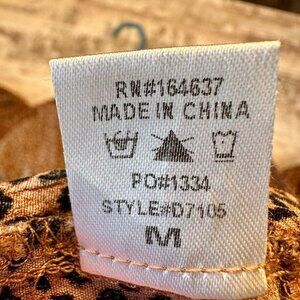 RN#164637
MADE IN CHINA
PO#1334
STYLE#D7105
M